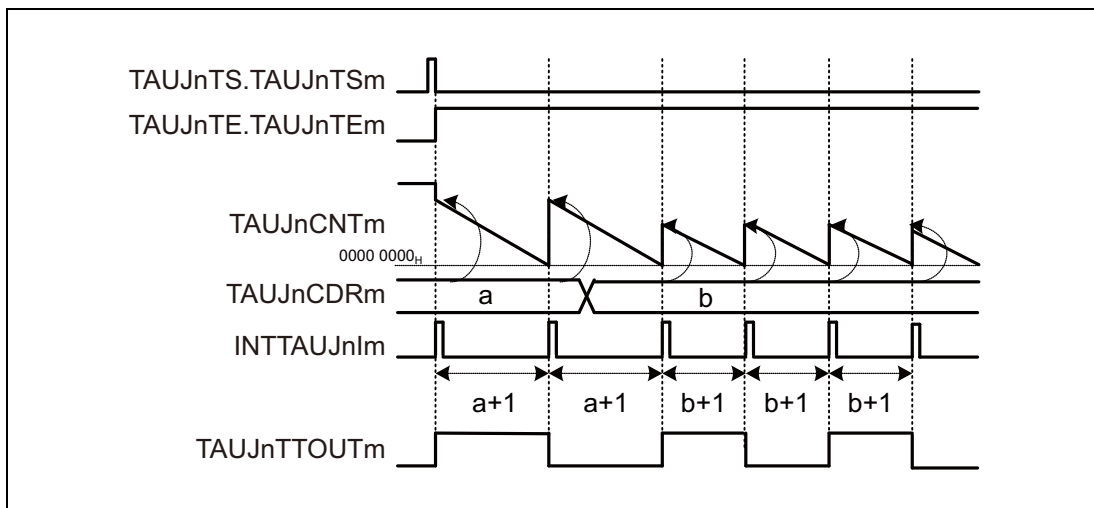 TAUJnTS.TAUJnTSm
TAUJnTE.TAUJnTEm
TAUJnCNTm
0000 0000H
TAUJnCDRm
a
b
INTTAUJnIm
a+1
a+1
b+1
b+1
b+1
TAUJnTTOUTm